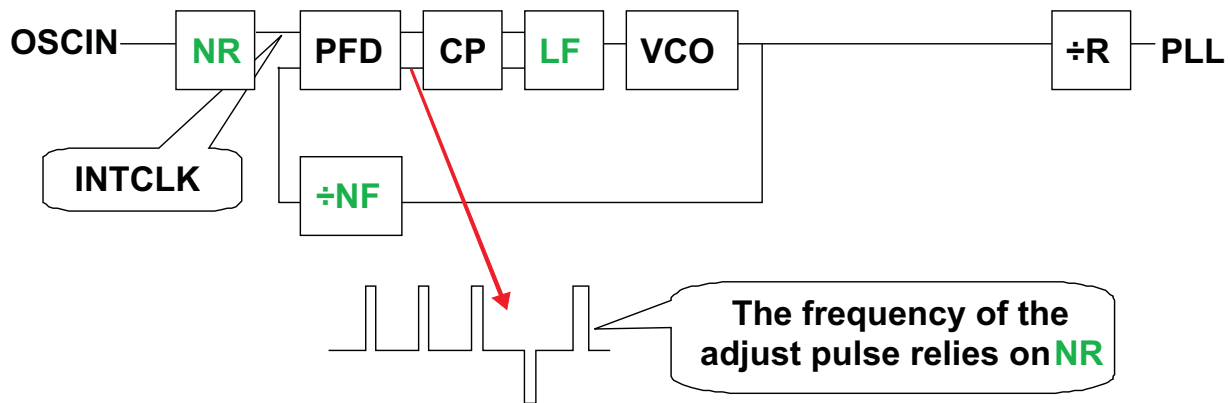 OSCIN NR PFD CP LF VCO ÷R PLL
INTCLK
÷NF
The frequency of the
adjust pulse relies on NR